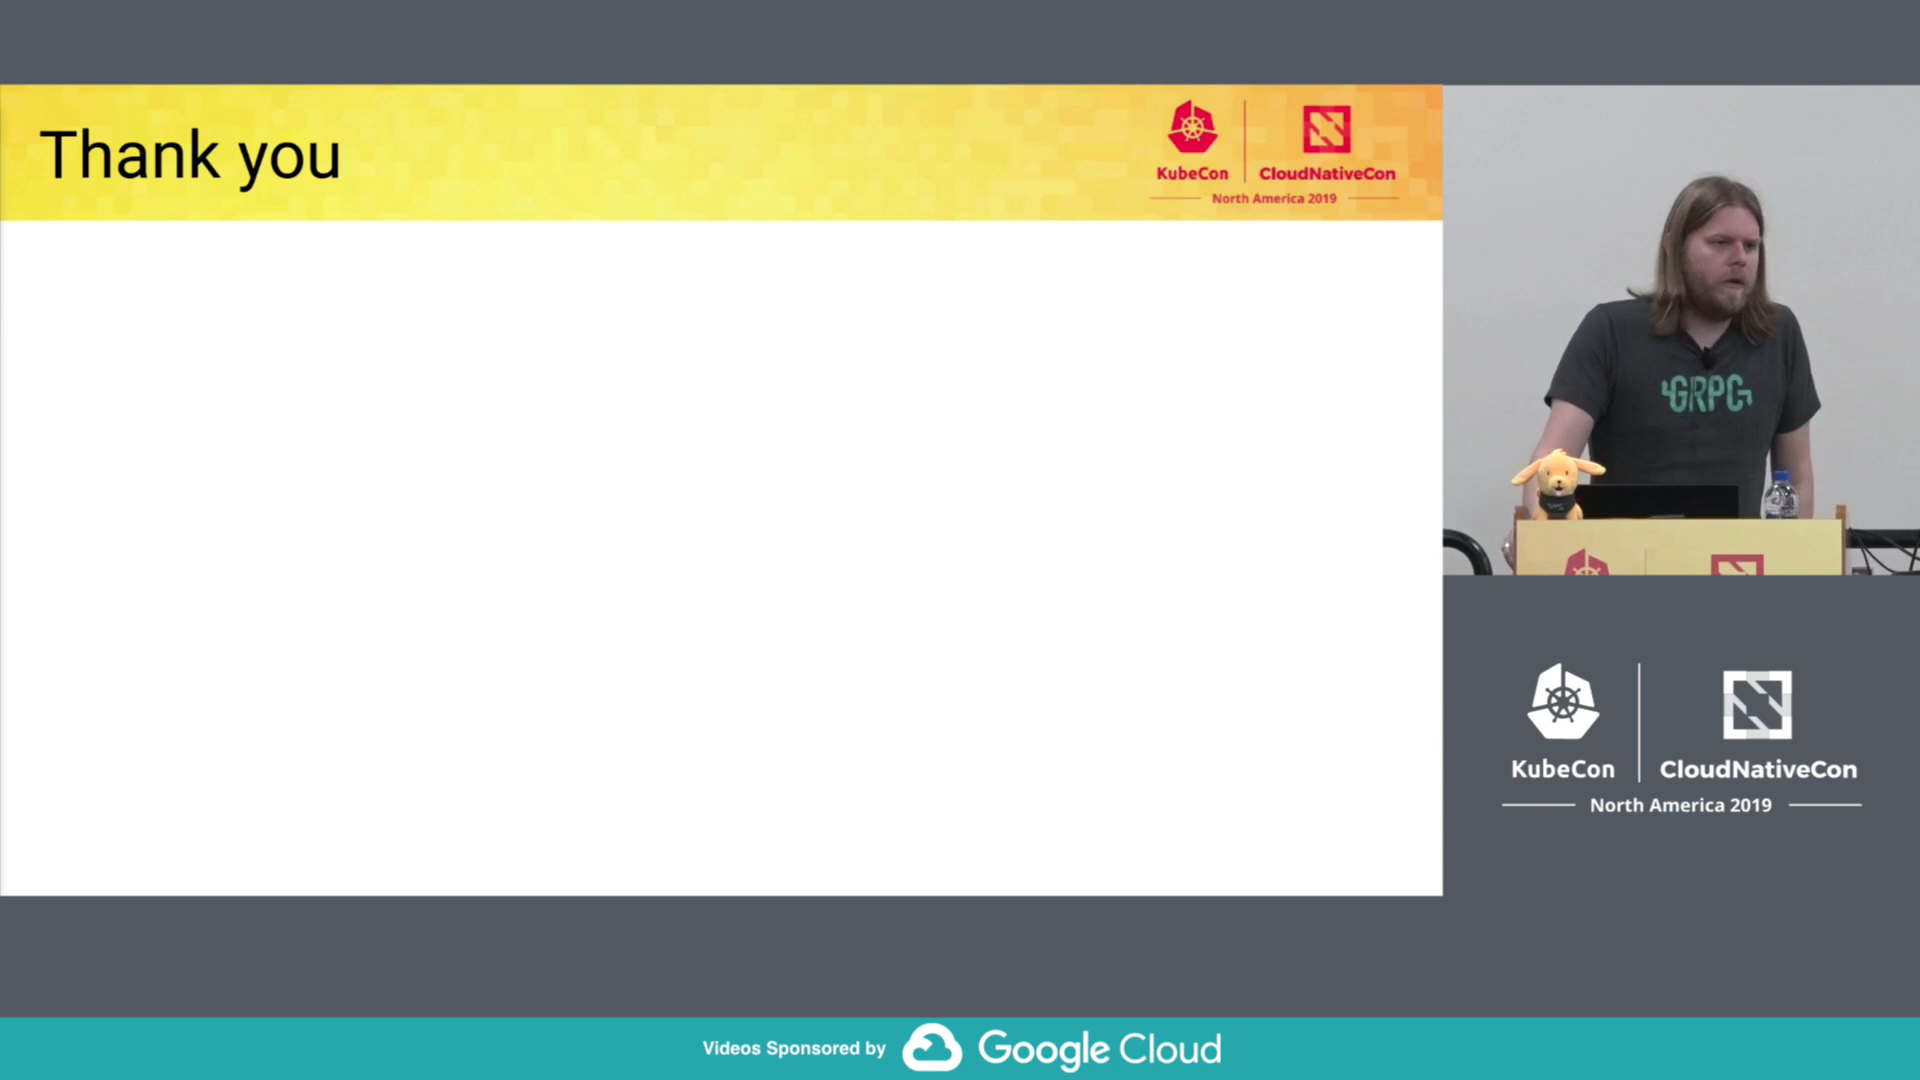 Thank you
KubeCon
CloudNativeCon
North America 2019
GRPC
KubeCon
CloudNativeCon
North America 2019
Videos Sponsored by Google Cloud